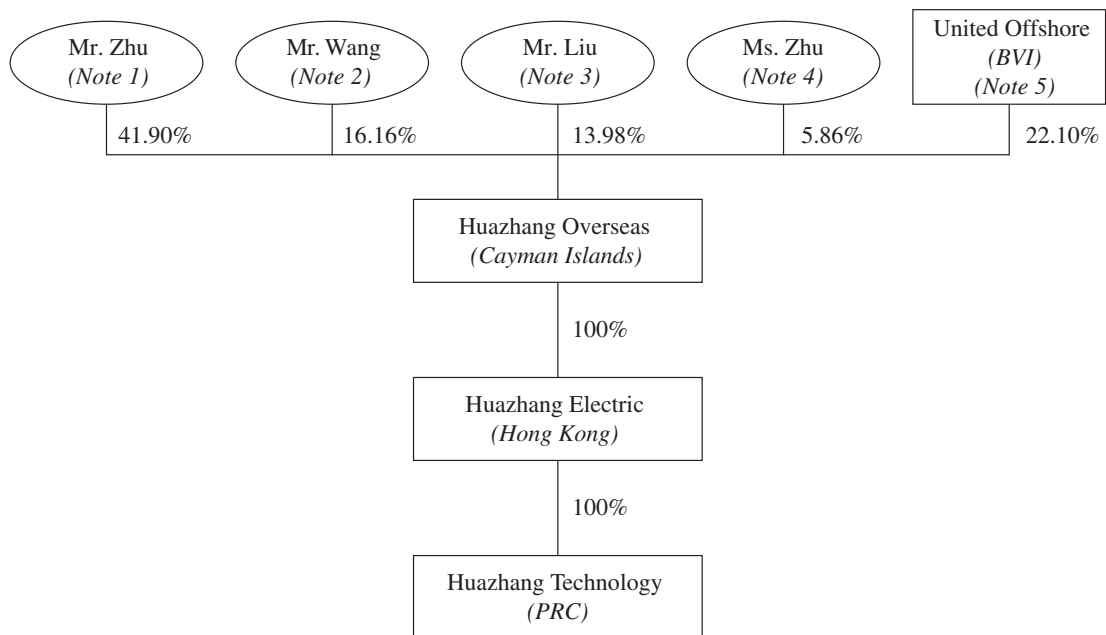 Mr. Zhu
(Note 1)
Mr. Wang
(Note 2)
Mr. Liu
(Note 3)
Ms. Zhu
(Note 4)
United Offshore
(BVI)
(Note 5)
41.90%
16.16%
13.98%
5.86%
22.10%
Huazhang Overseas
(Cayman Islands)
100%
Huazhang Electric
(Hong Kong)
100%
Huazhang Technology
(PRC)